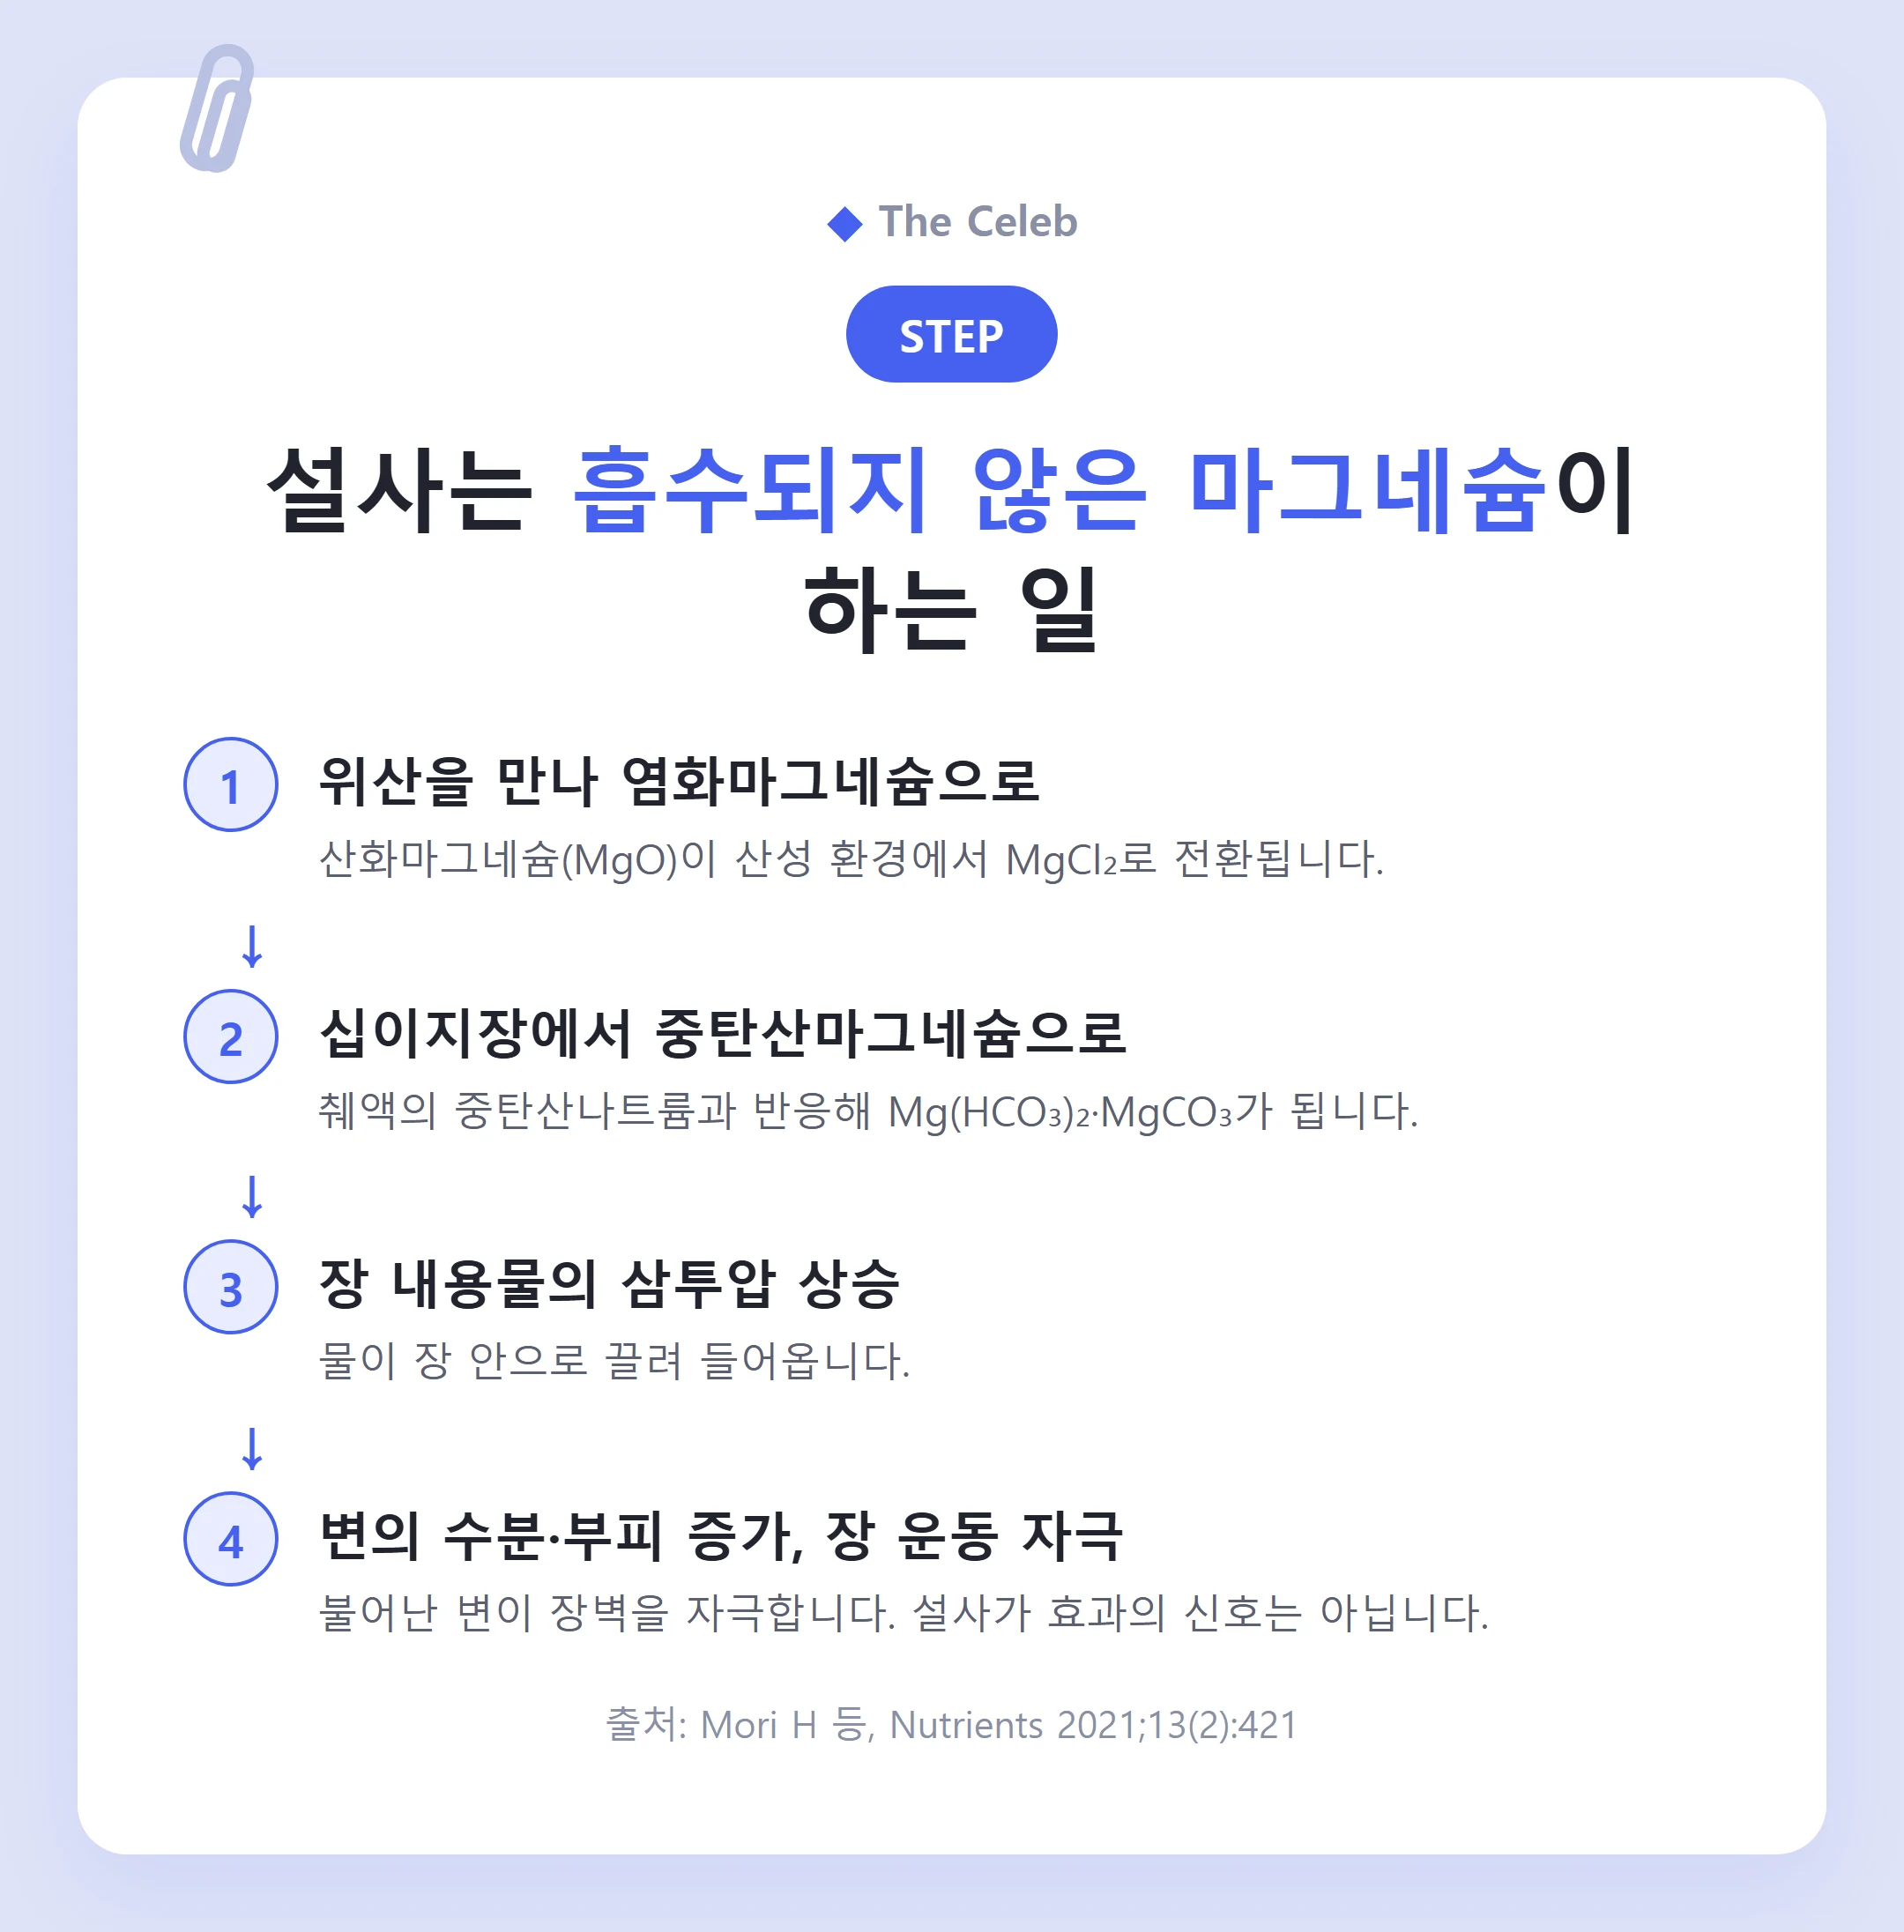 ◆ The Celeb
STEP
설사는 흡수되지 않은 마그네슘이
하는 일
1 위산을 만나 염화마그네슘으로
산화마그네슘(MgO)이 산성 환경에서 MgCl₂로 전환됩니다.
↓
2 십이지장에서 중탄산마그네슘으로
췌액의 중탄산나트륨과 반응해 Mg(HCO₃)₂·MgCO₃가 됩니다.
↓
3 장 내용물의 삼투압 상승
물이 장 안으로 끌려 들어옵니다.
↓
4 변의 수분·부피 증가, 장 운동 자극
불어난 변이 장벽을 자극합니다. 설사가 효과의 신호는 아닙니다.
출처: Mori H 등, Nutrients 2021;13(2):421